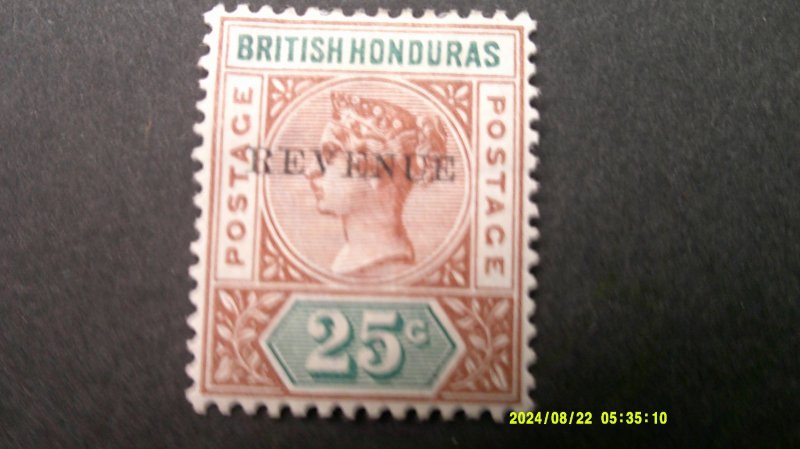 BRITISH HONDURAS
POSTAGE
REVENUE
POSTAGE
25c
2024/08/22 05:35:10